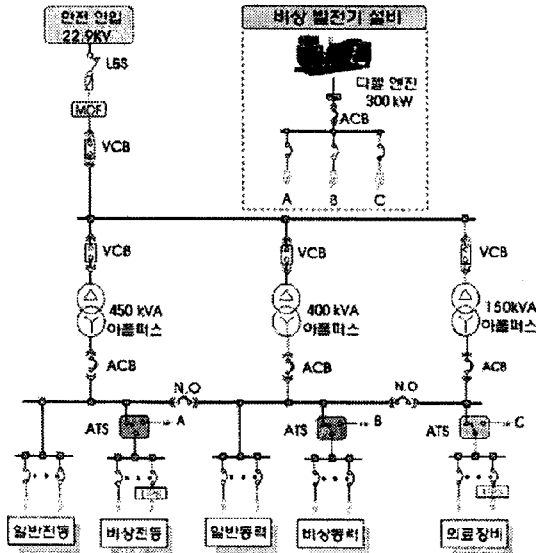 한전 인입
22.9KV
LBS
MOF
VCB
비상 발전기 설비
디젤 엔진
300 kW
ACB
A B C
VCB VCB VCB
450 kVA
아몰퍼스
400 kVA
아몰퍼스
150kVA
아몰퍼스
ACB ACB ACB
N.O N.O
ATS A ATS B ATS C
일반전등 비상전등 일반동력 비상동력 의료장비